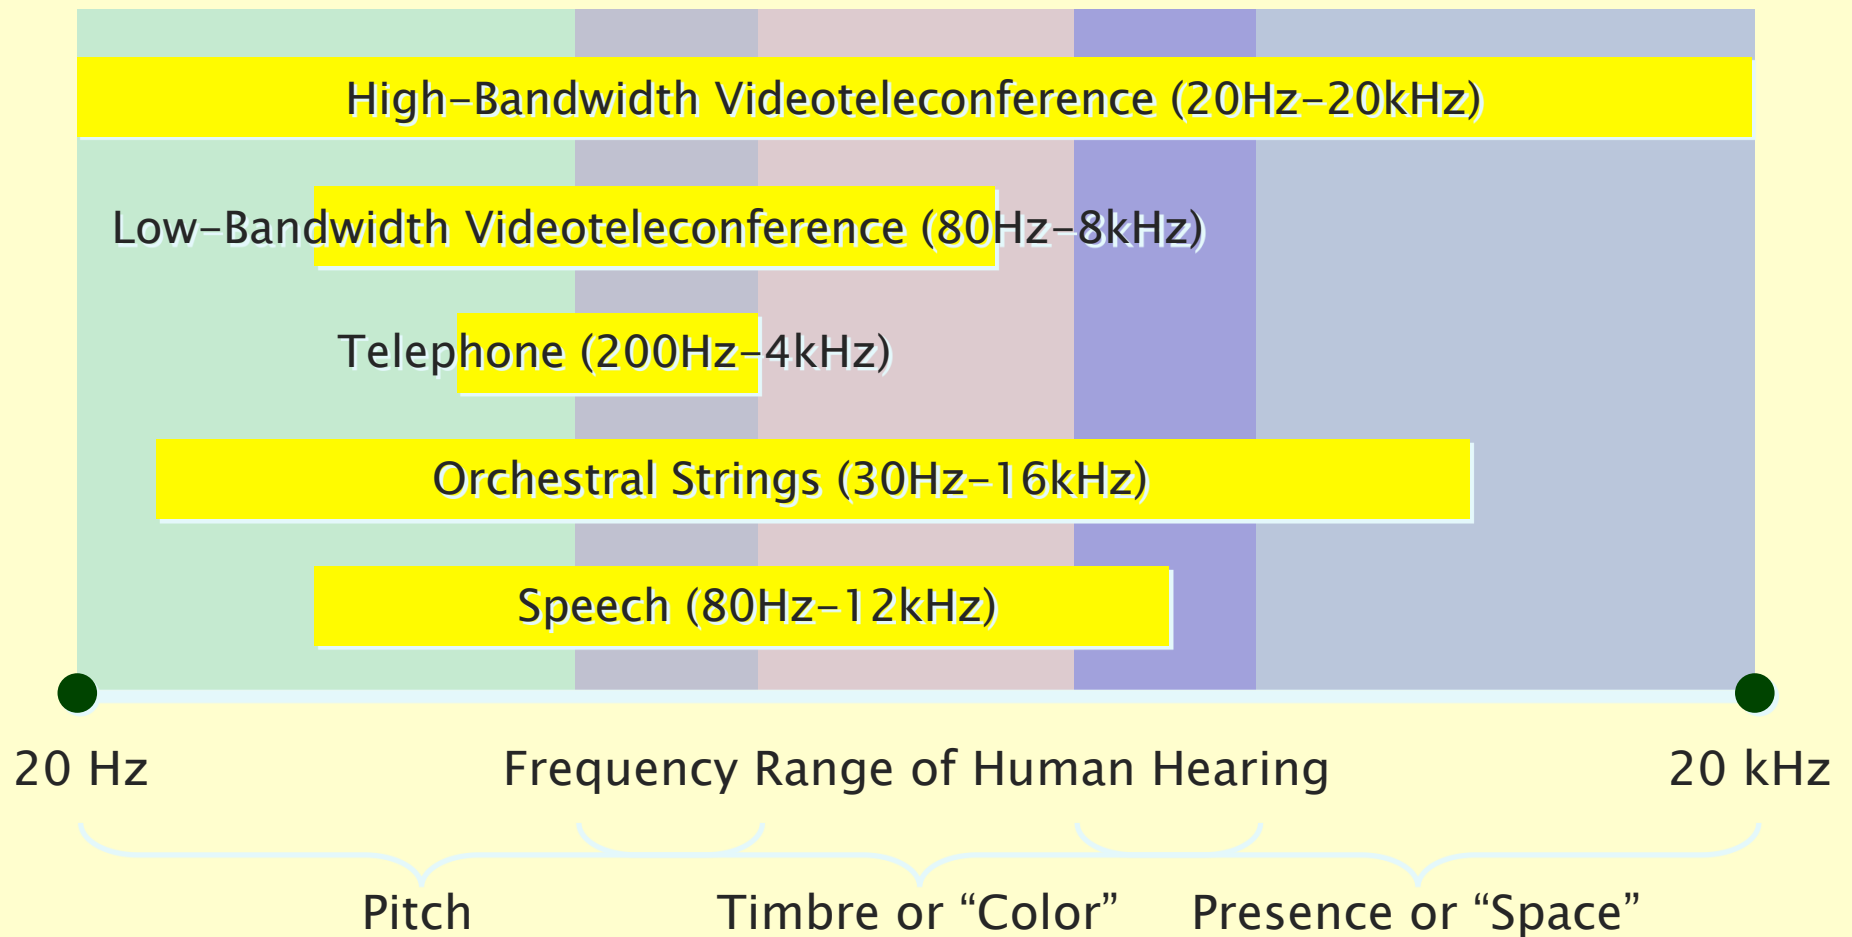 High–Bandwidth Videoteleconference (20Hz–20kHz)
Low–Bandwidth Videoteleconference (80Hz–8kHz)
Telephone (200Hz–4kHz)
Orchestral Strings (30Hz–16kHz)
Speech (80Hz–12kHz)
20 Hz Frequency Range of Human Hearing 20 kHz
Pitch Timbre or “Color” Presence or “Space”